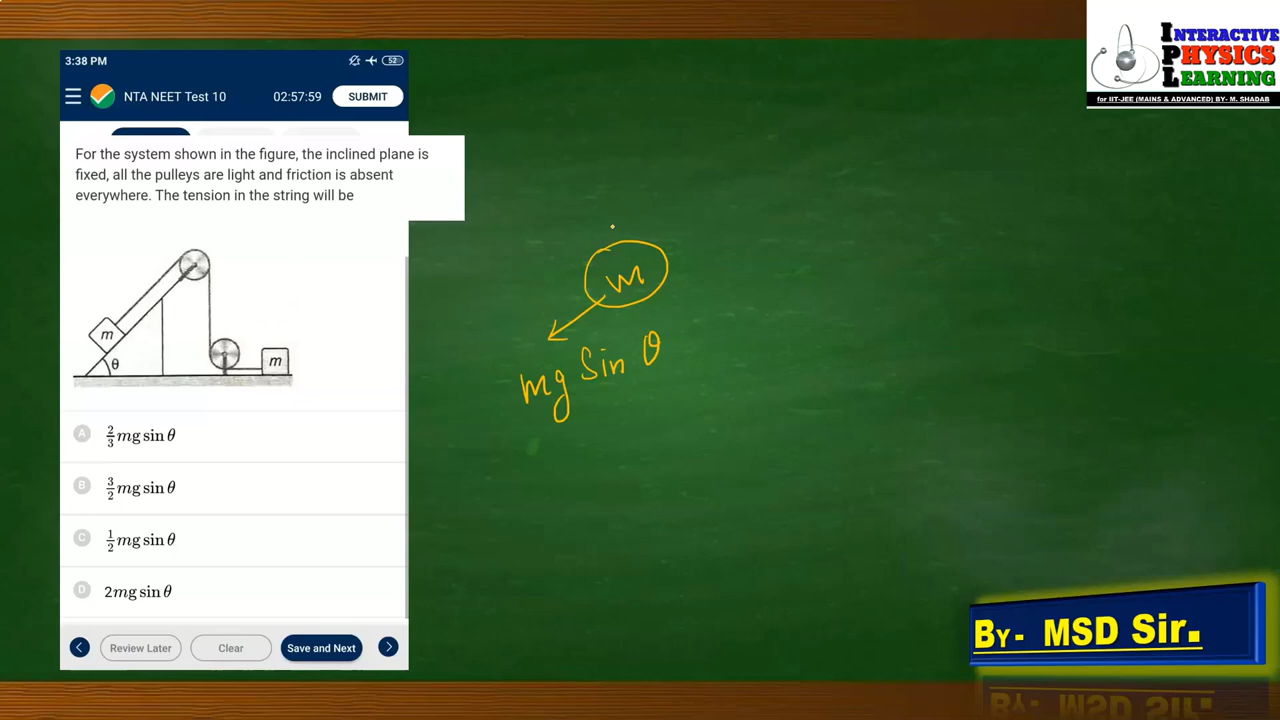 3:38 PM
52
NTA NEET Test 10
02:57:59
SUBMIT
For the system shown in the figure, the inclined plane is
fixed, all the pulleys are light and friction is absent
everywhere. The tension in the string will be
m
θ
m
A 2/3 mg sin θ
B 3/2 mg sin θ
C 1/2 mg sin θ
D 2mg sin θ
Review Later
Clear
Save and Next
m
mg Sin θ
INTERACTIVE
PHYSICS
LEARNING
for IIT-JEE (MAINS & ADVANCED) BY- M. SHADAB
BY- MSD Sir.